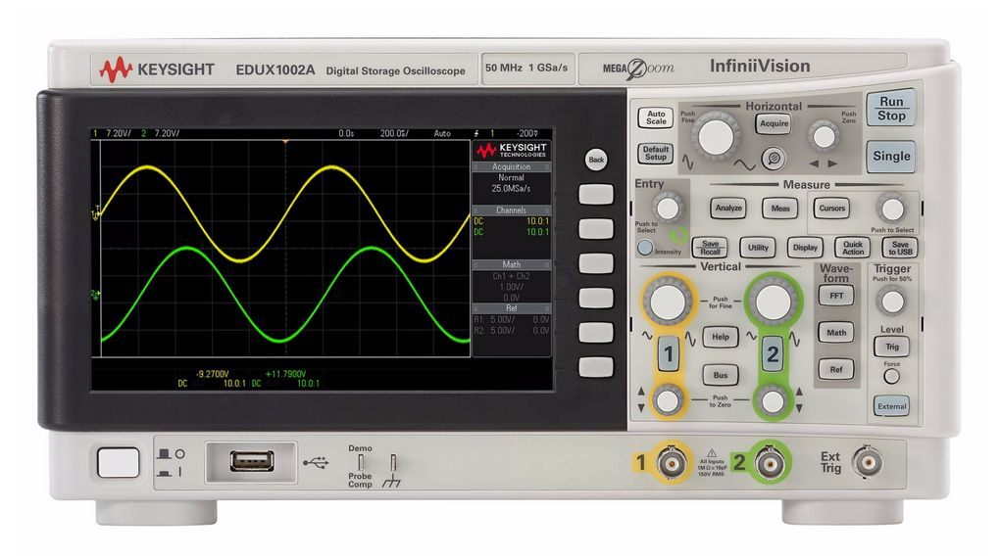 KEYSIGHT EDUX1002A Digital Storage Oscilloscope 50 MHz 1 GSa/s MEGA Zoom InfiniiVision
1 7.20V/ 2 7.20V/ 0.0s 200.0%/ Auto 1 -200
KEYSIGHT
TECHNOLOGIES
Acquisition
Normal
25.0MSa/s
Channels
DC 10.0:1
DC 10.0:1
Math
Ch1 + Ch2
1.00V/
0.0V
Ref
R1: 5.00V/ 0.0V
R2: 5.00V/ 0.0V
1
2
-9.2700V +11.7900V
DC 10.0:1 DC 10.0:1
Back
Auto
Scale
Default
Setup
Horizontal
Push
Fine
Acquire
Push
Zero
Run
Stop
Single
Entry
Push to
Select
Intensity
Measure
Analyze
Meas
Cursors
Push to Select
Save
Recall
Utility
Display
Quick
Action
Save
to USB
Vertical
Push
for Fine
1
Help
2
Bus
Push
to Zero
Wave-
form
FFT
Math
Ref
Trigger
Push for 50%
Level
Trig
Force
External
Demo
Probe
Comp
1
All Inputs
1M Ω ≅ 16pF
150V RMS
2
Ext
Trig